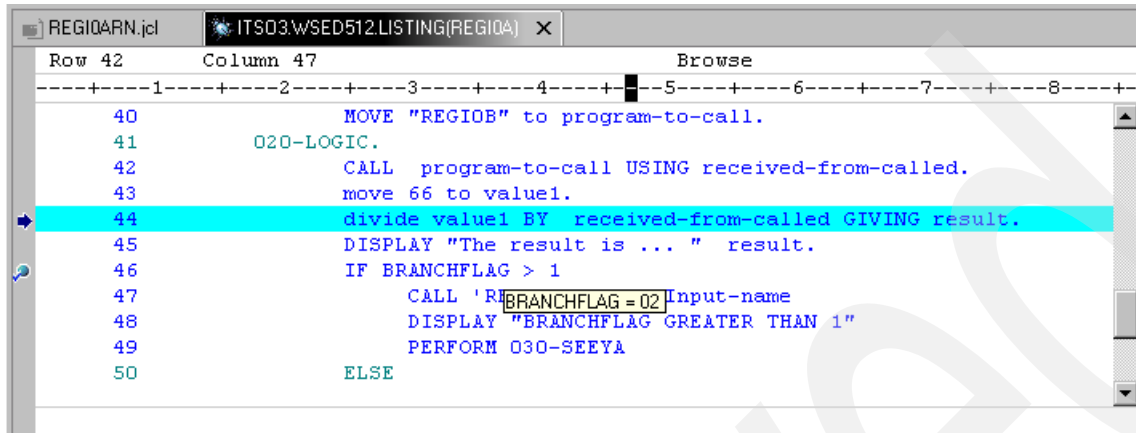 REGI0ARN.jcl ITSO3.WSED512.LISTING(REGI0A)
Row 42 Column 47 Browse
----+----1----+----2----+----3----+----4----+----5----+----6----+----7----+----8----+-
40 MOVE "REGI0B" to program-to-call.
41 020-LOGIC.
42 CALL program-to-call USING received-from-called.
43 move 66 to value1.
44 divide value1 BY received-from-called GIVING result.
45 DISPLAY "The result is ... " result.
46 IF BRANCHFLAG > 1
47 CALL 'RE Input-name
BRANCHFLAG = 02
48 DISPLAY "BRANCHFLAG GREATER THAN 1"
49 PERFORM 030-SEEYA
50 ELSE